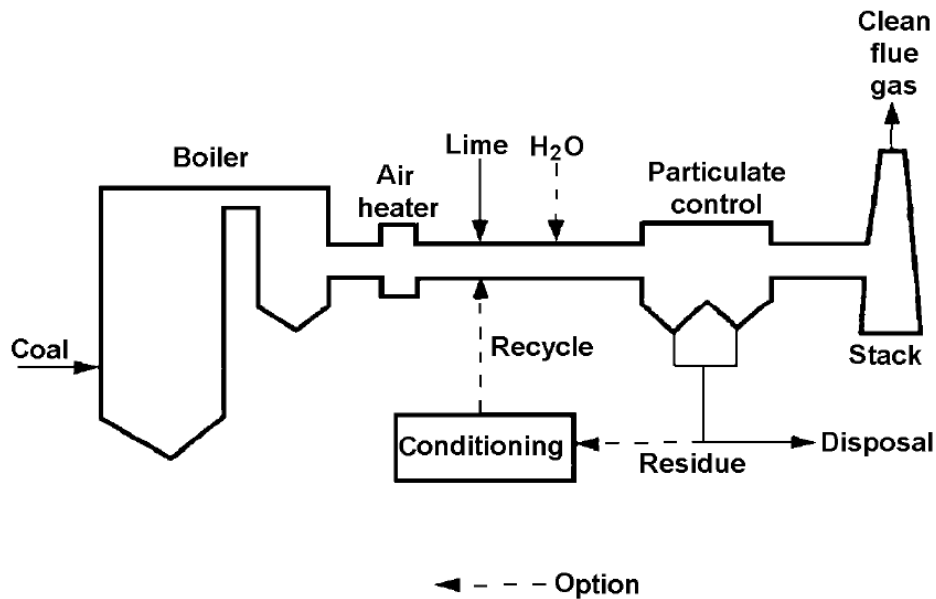 Clean
flue
gas
Boiler
Air
heater
Lime
H₂O
Particulate
control
Coal
Recycle
Stack
Conditioning
Residue
Disposal
Option